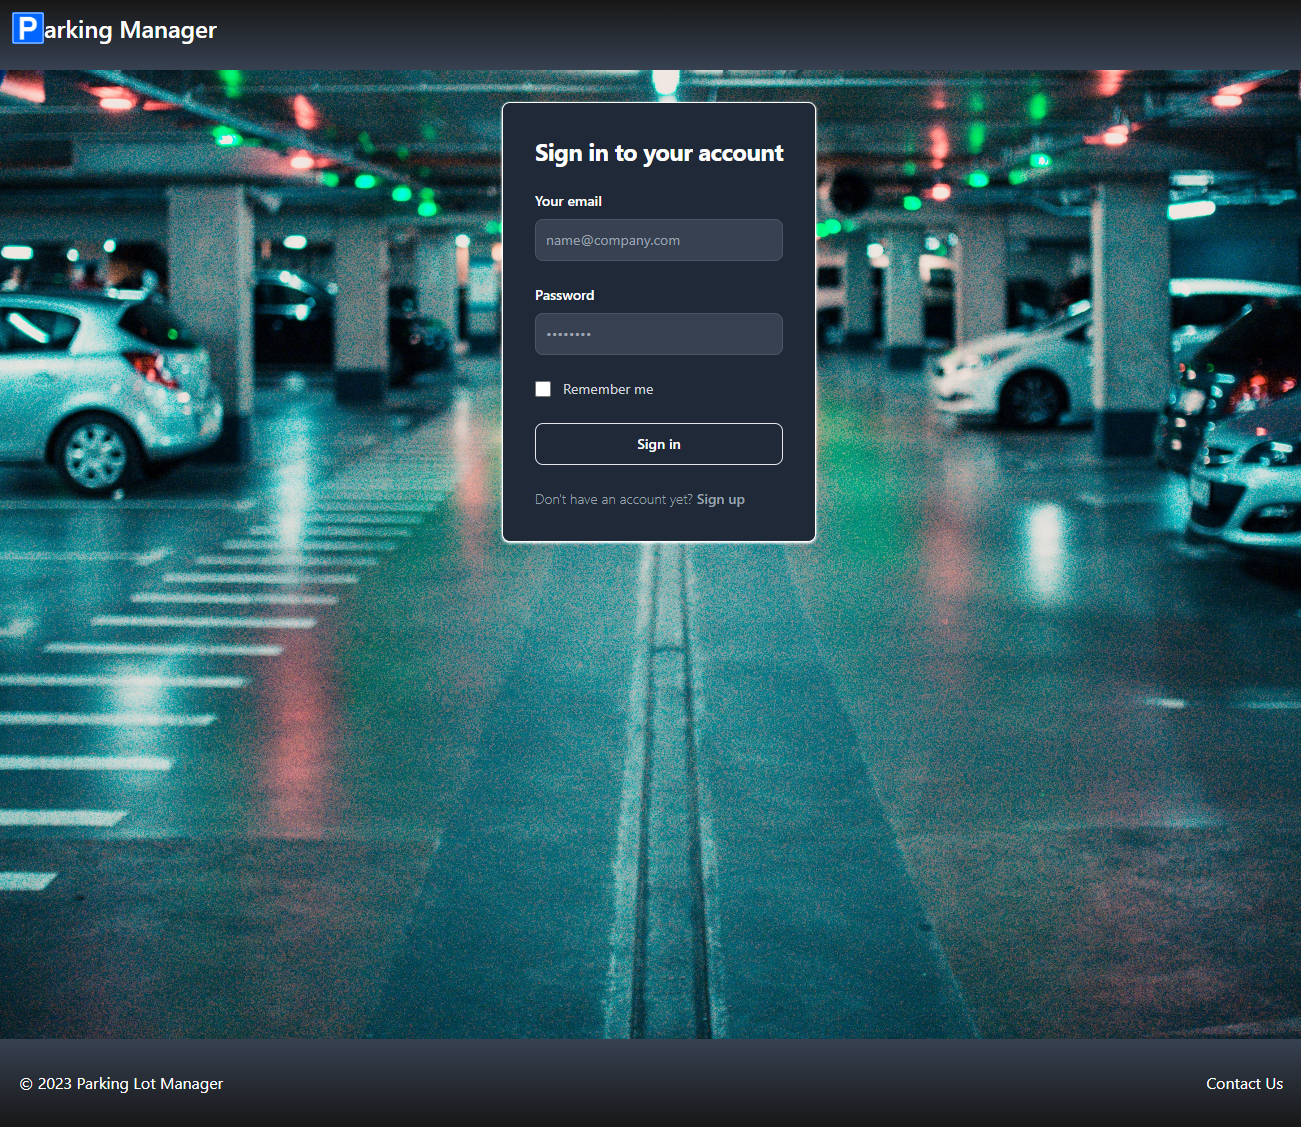 Parking Manager
Sign in to your account
Your email
name@company.com
Password
••••••••
Remember me
Sign in
Don't have an account yet? Sign up
© 2023 Parking Lot Manager
Contact Us